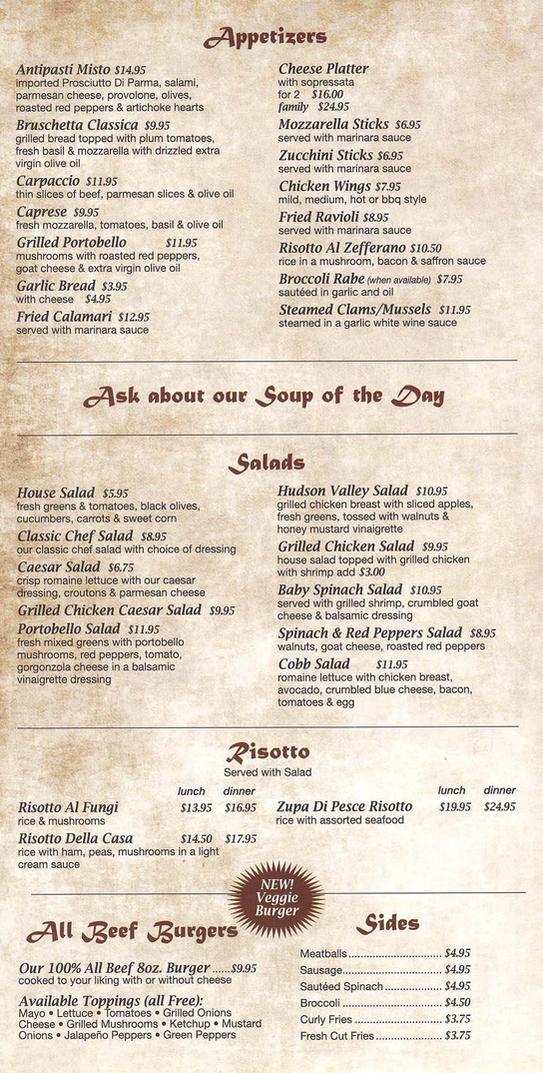 Appetizers
Antipasti Misto $14.95
imported Prosciutto Di Parma, salami,
parmesan cheese, provolone, olives,
roasted red peppers & artichoke hearts
Bruschetta Classica $9.95
grilled bread topped with plum tomatoes,
fresh basil & mozzarella with drizzled extra
virgin olive oil
Carpaccio $11.95
thin slices of beef, parmesan slices & olive oil
Caprese $9.95
fresh mozzarella, tomatoes, basil & olive oil
Grilled Portobello $11.95
mushrooms with roasted red peppers,
goat cheese & extra virgin olive oil
Garlic Bread $3.95
with cheese $4.95
Fried Calamari $12.95
served with marinara sauce
Cheese Platter
with sopressata
for 2 $16.00
family $24.95
Mozzarella Sticks $6.95
served with marinara sauce
Zucchini Sticks $6.95
served with marinara sauce
Chicken Wings $7.95
mild, medium, hot or bbq style
Fried Ravioli $8.95
served with marinara sauce
Risotto Al Zefferano $10.50
rice in a mushroom, bacon & saffron sauce
Broccoli Rabe (when available) $7.95
sautéed in garlic and oil
Steamed Clams/Mussels $11.95
steamed in a garlic white wine sauce
Ask about our Soup of the Day
Salads
House Salad $5.95
fresh greens & tomatoes, black olives,
cucumbers, carrots & sweet corn
Classic Chef Salad $8.95
our classic chef salad with choice of dressing
Caesar Salad $6.75
crisp romaine lettuce with our caesar
dressing, croutons & parmesan cheese
Grilled Chicken Caesar Salad $9.95
Portobello Salad $11.95
fresh mixed greens with portobello
mushrooms, red peppers, tomato,
gorgonzola cheese in a balsamic
vinaigrette dressing
Hudson Valley Salad $10.95
grilled chicken breast with sliced apples,
fresh greens, tossed with walnuts &
honey mustard vinaigrette
Grilled Chicken Salad $9.95
house salad topped with grilled chicken
with shrimp add $3.00
Baby Spinach Salad $10.95
served with grilled shrimp, crumbled goat
cheese & balsamic dressing
Spinach & Red Peppers Salad $8.95
walnuts, goat cheese, roasted red peppers
Cobb Salad $11.95
romaine lettuce with chicken breast,
avocado, crumbled blue cheese, bacon,
tomatoes & egg
Risotto
Served with Salad
lunch dinner
Risotto Al Fungi $13.95 $16.95
rice & mushrooms
Risotto Della Casa $14.50 $17.95
rice with ham, peas, mushrooms in a light
cream sauce
lunch dinner
Zupa Di Pesce Risotto $19.95 $24.95
rice with assorted seafood
NEW!
Veggie
Burger
All Beef Burgers
Our 100% All Beef 8oz. Burger ......$9.95
cooked to your liking with or without cheese
Available Toppings (all Free):
Mayo • Lettuce • Tomatoes • Grilled Onions
Cheese • Grilled Mushrooms • Ketchup • Mustard
Onions • Jalapeño Peppers • Green Peppers
Sides
Meatballs.............................. $4.95
Sausage................................ $4.95
Sautéed Spinach................... $4.95
Broccoli ................................. $4.50
Curly Fries ............................. $3.75
Fresh Cut Fries...................... $3.75